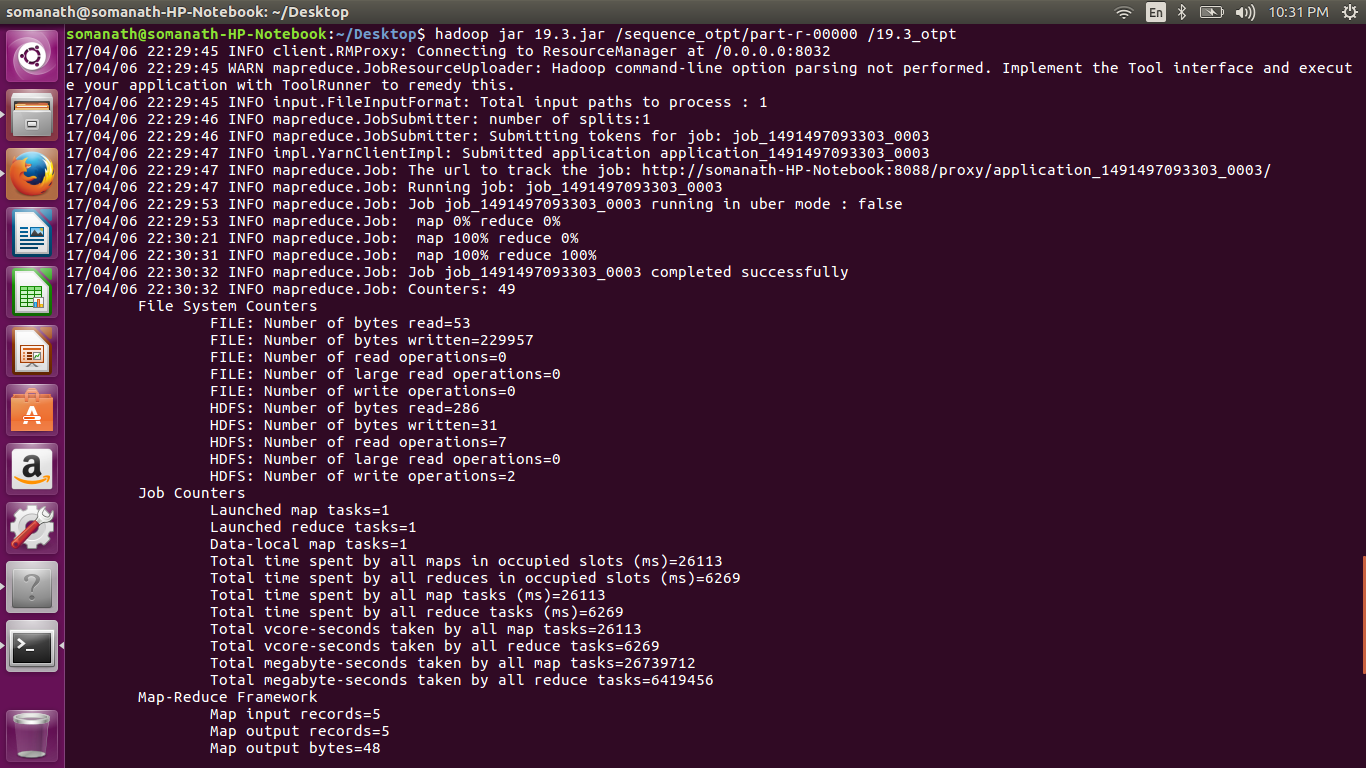 somanath@somanath-HP-Notebook: ~/Desktop
En
10:31 PM
somanath@somanath-HP-Notebook:~/Desktop$ hadoop jar 19.3.jar /sequence_otpt/part-r-00000 /19.3_otpt
17/04/06 22:29:45 INFO client.RMProxy: Connecting to ResourceManager at /0.0.0.0:8032
17/04/06 22:29:45 WARN mapreduce.JobResourceUploader: Hadoop command-line option parsing not performed. Implement the Tool interface and execut
e your application with ToolRunner to remedy this.
17/04/06 22:29:45 INFO input.FileInputFormat: Total input paths to process : 1
17/04/06 22:29:46 INFO mapreduce.JobSubmitter: number of splits:1
17/04/06 22:29:46 INFO mapreduce.JobSubmitter: Submitting tokens for job: job_1491497093303_0003
17/04/06 22:29:47 INFO impl.YarnClientImpl: Submitted application application_1491497093303_0003
17/04/06 22:29:47 INFO mapreduce.Job: The url to track the job: http://somanath-HP-Notebook:8088/proxy/application_1491497093303_0003/
17/04/06 22:29:47 INFO mapreduce.Job: Running job: job_1491497093303_0003
17/04/06 22:29:53 INFO mapreduce.Job: Job job_1491497093303_0003 running in uber mode : false
17/04/06 22:29:53 INFO mapreduce.Job:  map 0% reduce 0%
17/04/06 22:30:21 INFO mapreduce.Job:  map 100% reduce 0%
17/04/06 22:30:31 INFO mapreduce.Job:  map 100% reduce 100%
17/04/06 22:30:32 INFO mapreduce.Job: Job job_1491497093303_0003 completed successfully
17/04/06 22:30:32 INFO mapreduce.Job: Counters: 49
File System Counters
FILE: Number of bytes read=53
FILE: Number of bytes written=229957
FILE: Number of read operations=0
FILE: Number of large read operations=0
FILE: Number of write operations=0
HDFS: Number of bytes read=286
HDFS: Number of bytes written=31
HDFS: Number of read operations=7
HDFS: Number of large read operations=0
HDFS: Number of write operations=2
Job Counters
Launched map tasks=1
Launched reduce tasks=1
Data-local map tasks=1
Total time spent by all maps in occupied slots (ms)=26113
Total time spent by all reduces in occupied slots (ms)=6269
Total time spent by all map tasks (ms)=26113
Total time spent by all reduce tasks (ms)=6269
Total vcore-seconds taken by all map tasks=26113
Total vcore-seconds taken by all reduce tasks=6269
Total megabyte-seconds taken by all map tasks=26739712
Total megabyte-seconds taken by all reduce tasks=6419456
Map-Reduce Framework
Map input records=5
Map output records=5
Map output bytes=48